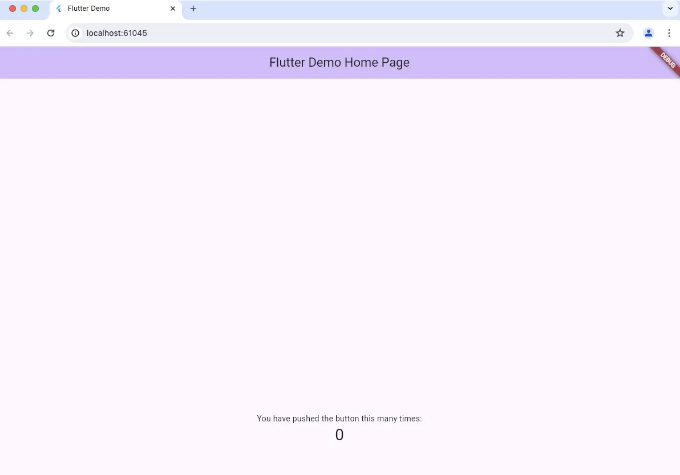 Flutter Demo
localhost:61045
Flutter Demo Home Page
DEBUG
You have pushed the button this many times:
0